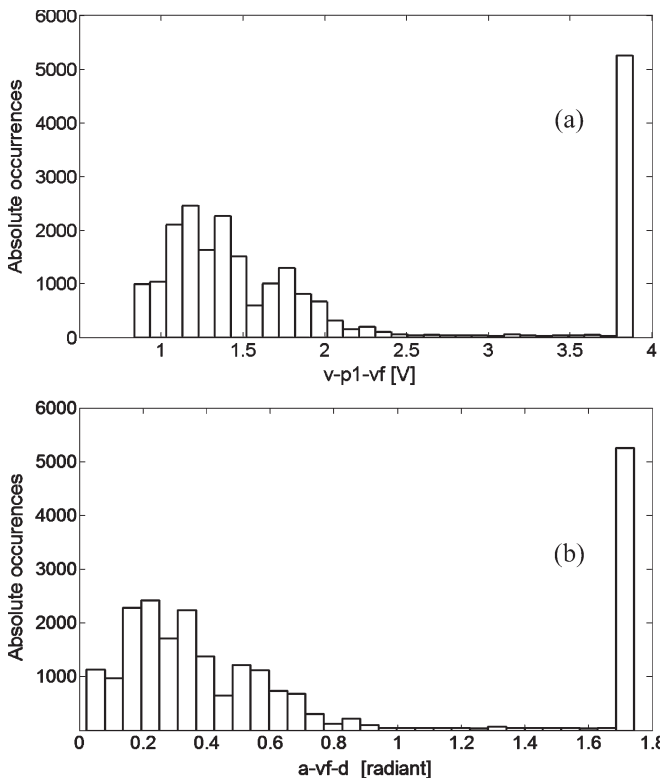 6000
5000
(a)
4000
3000
2000
1000
0
Absolute occurrences
1 1.5 2 2.5 3 3.5 4
v-p1-vf [V]
6000
5000
(b)
4000
3000
2000
1000
Absolute occurences
0 0.2 0.4 0.6 0.8 1 1.2 1.4 1.6 1.8
a-vf-d [radiant]